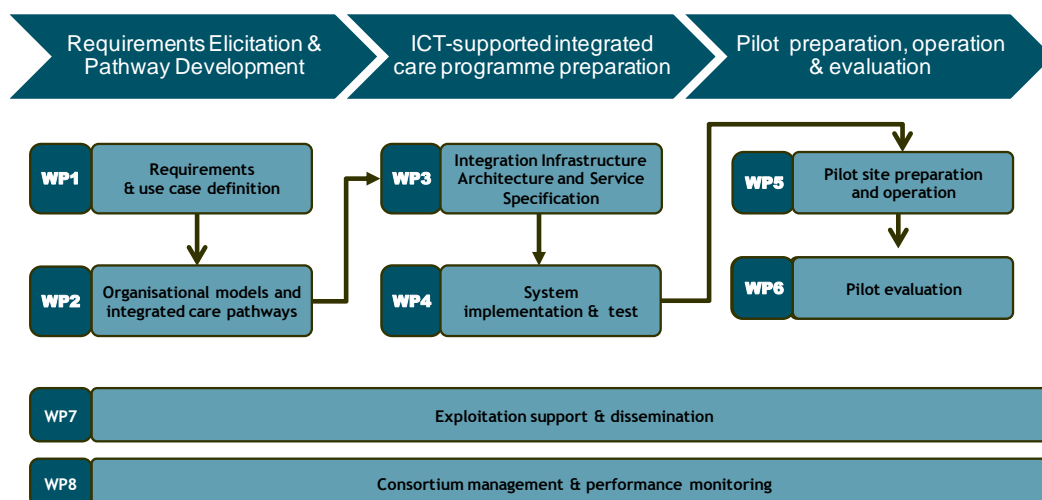 Requirements Elicitation &
Pathway Development
ICT-supported integrated
care programme preparation
Pilot preparation, operation
& evaluation
WP1
Requirements
& use case definition
WP3
Integration Infrastructure
Architecture and Service
Specification
WP5
Pilot site preparation
and operation
WP2
Organisational models and
integrated care pathways
WP4
System
implementation & test
WP6
Pilot evaluation
WP7
Exploitation support & dissemination
WP8
Consortium management & performance monitoring